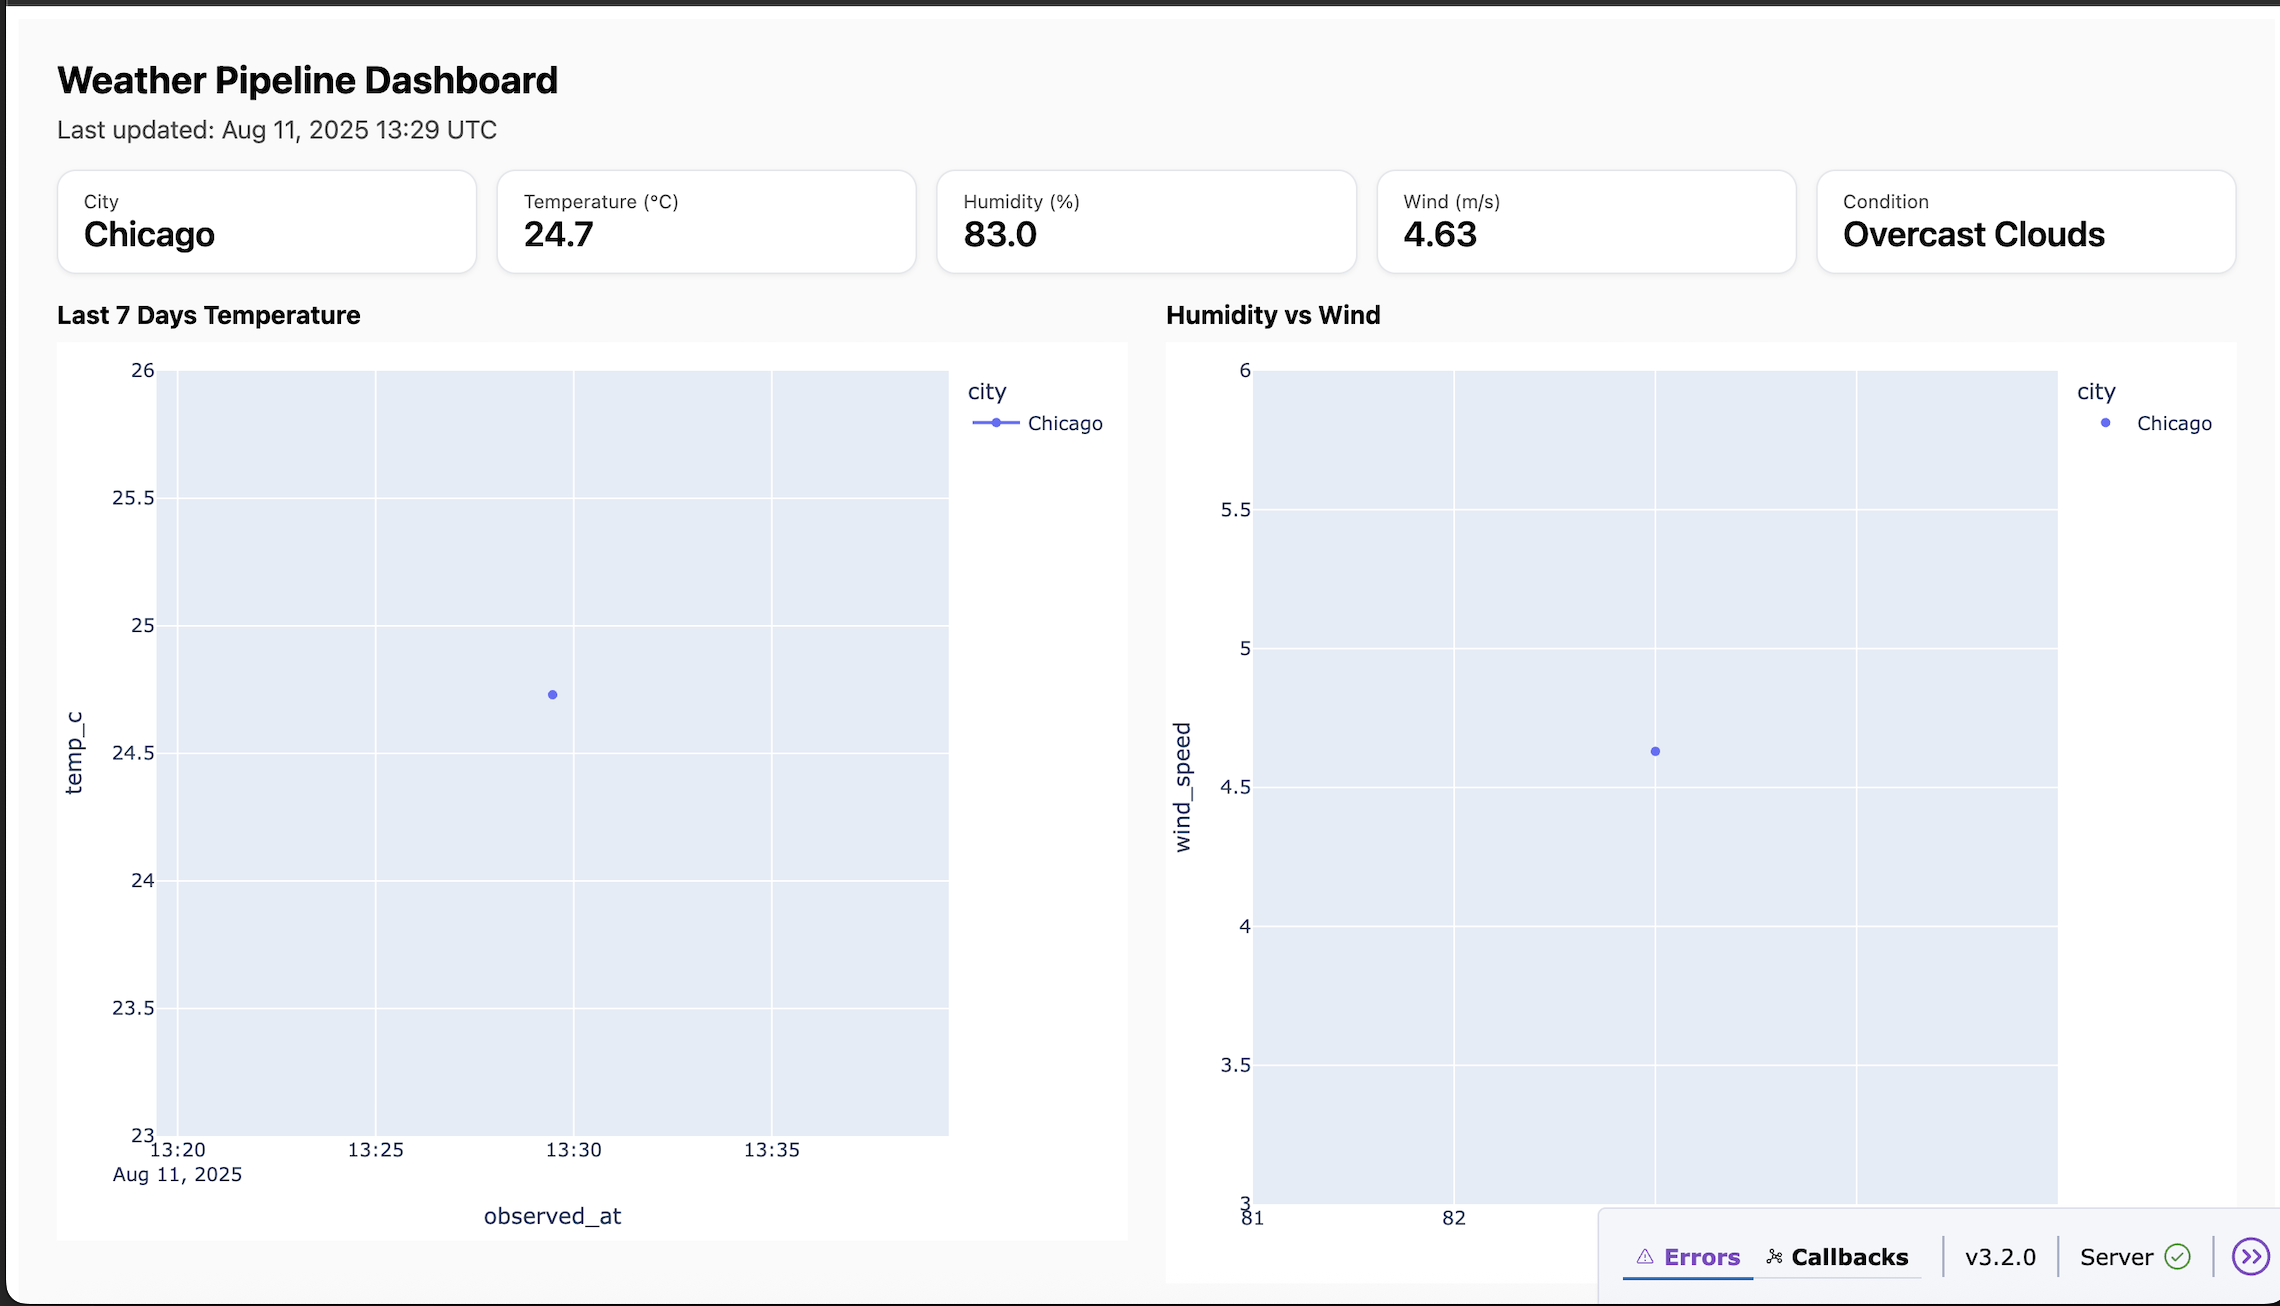 Weather Pipeline Dashboard
Last updated: Aug 11, 2025 13:29 UTC
City
Chicago
Temperature (°C)
24.7
Humidity (%)
83.0
Wind (m/s)
4.63
Condition
Overcast Clouds
Last 7 Days Temperature
26
25.5
25
24.5
24
23.5
23
temp_c
13:20
13:25
13:30
13:35
Aug 11, 2025
observed_at
city
Chicago
Humidity vs Wind
6
5.5
5
4.5
4
3.5
3
wind_speed
81
82
city
Chicago
Errors
Callbacks
v3.2.0
Server